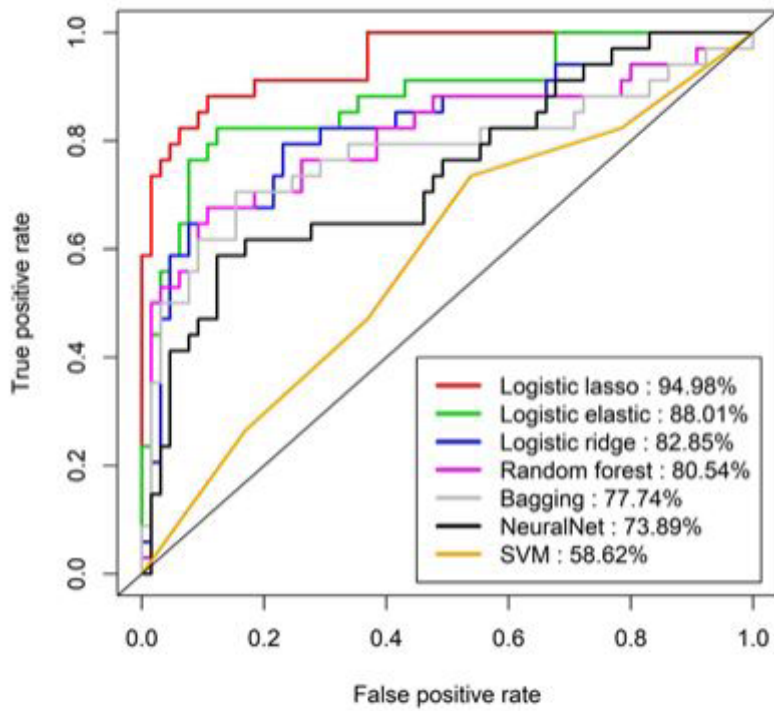 1.0
0.8
0.6
0.4
0.2
0.0
True positive rate
Logistic lasso : 94.98%
Logistic elastic : 88.01%
Logistic ridge : 82.85%
Random forest : 80.54%
Bagging : 77.74%
NeuralNet : 73.89%
SVM : 58.62%
0.0 0.2 0.4 0.6 0.8 1.0
False positive rate